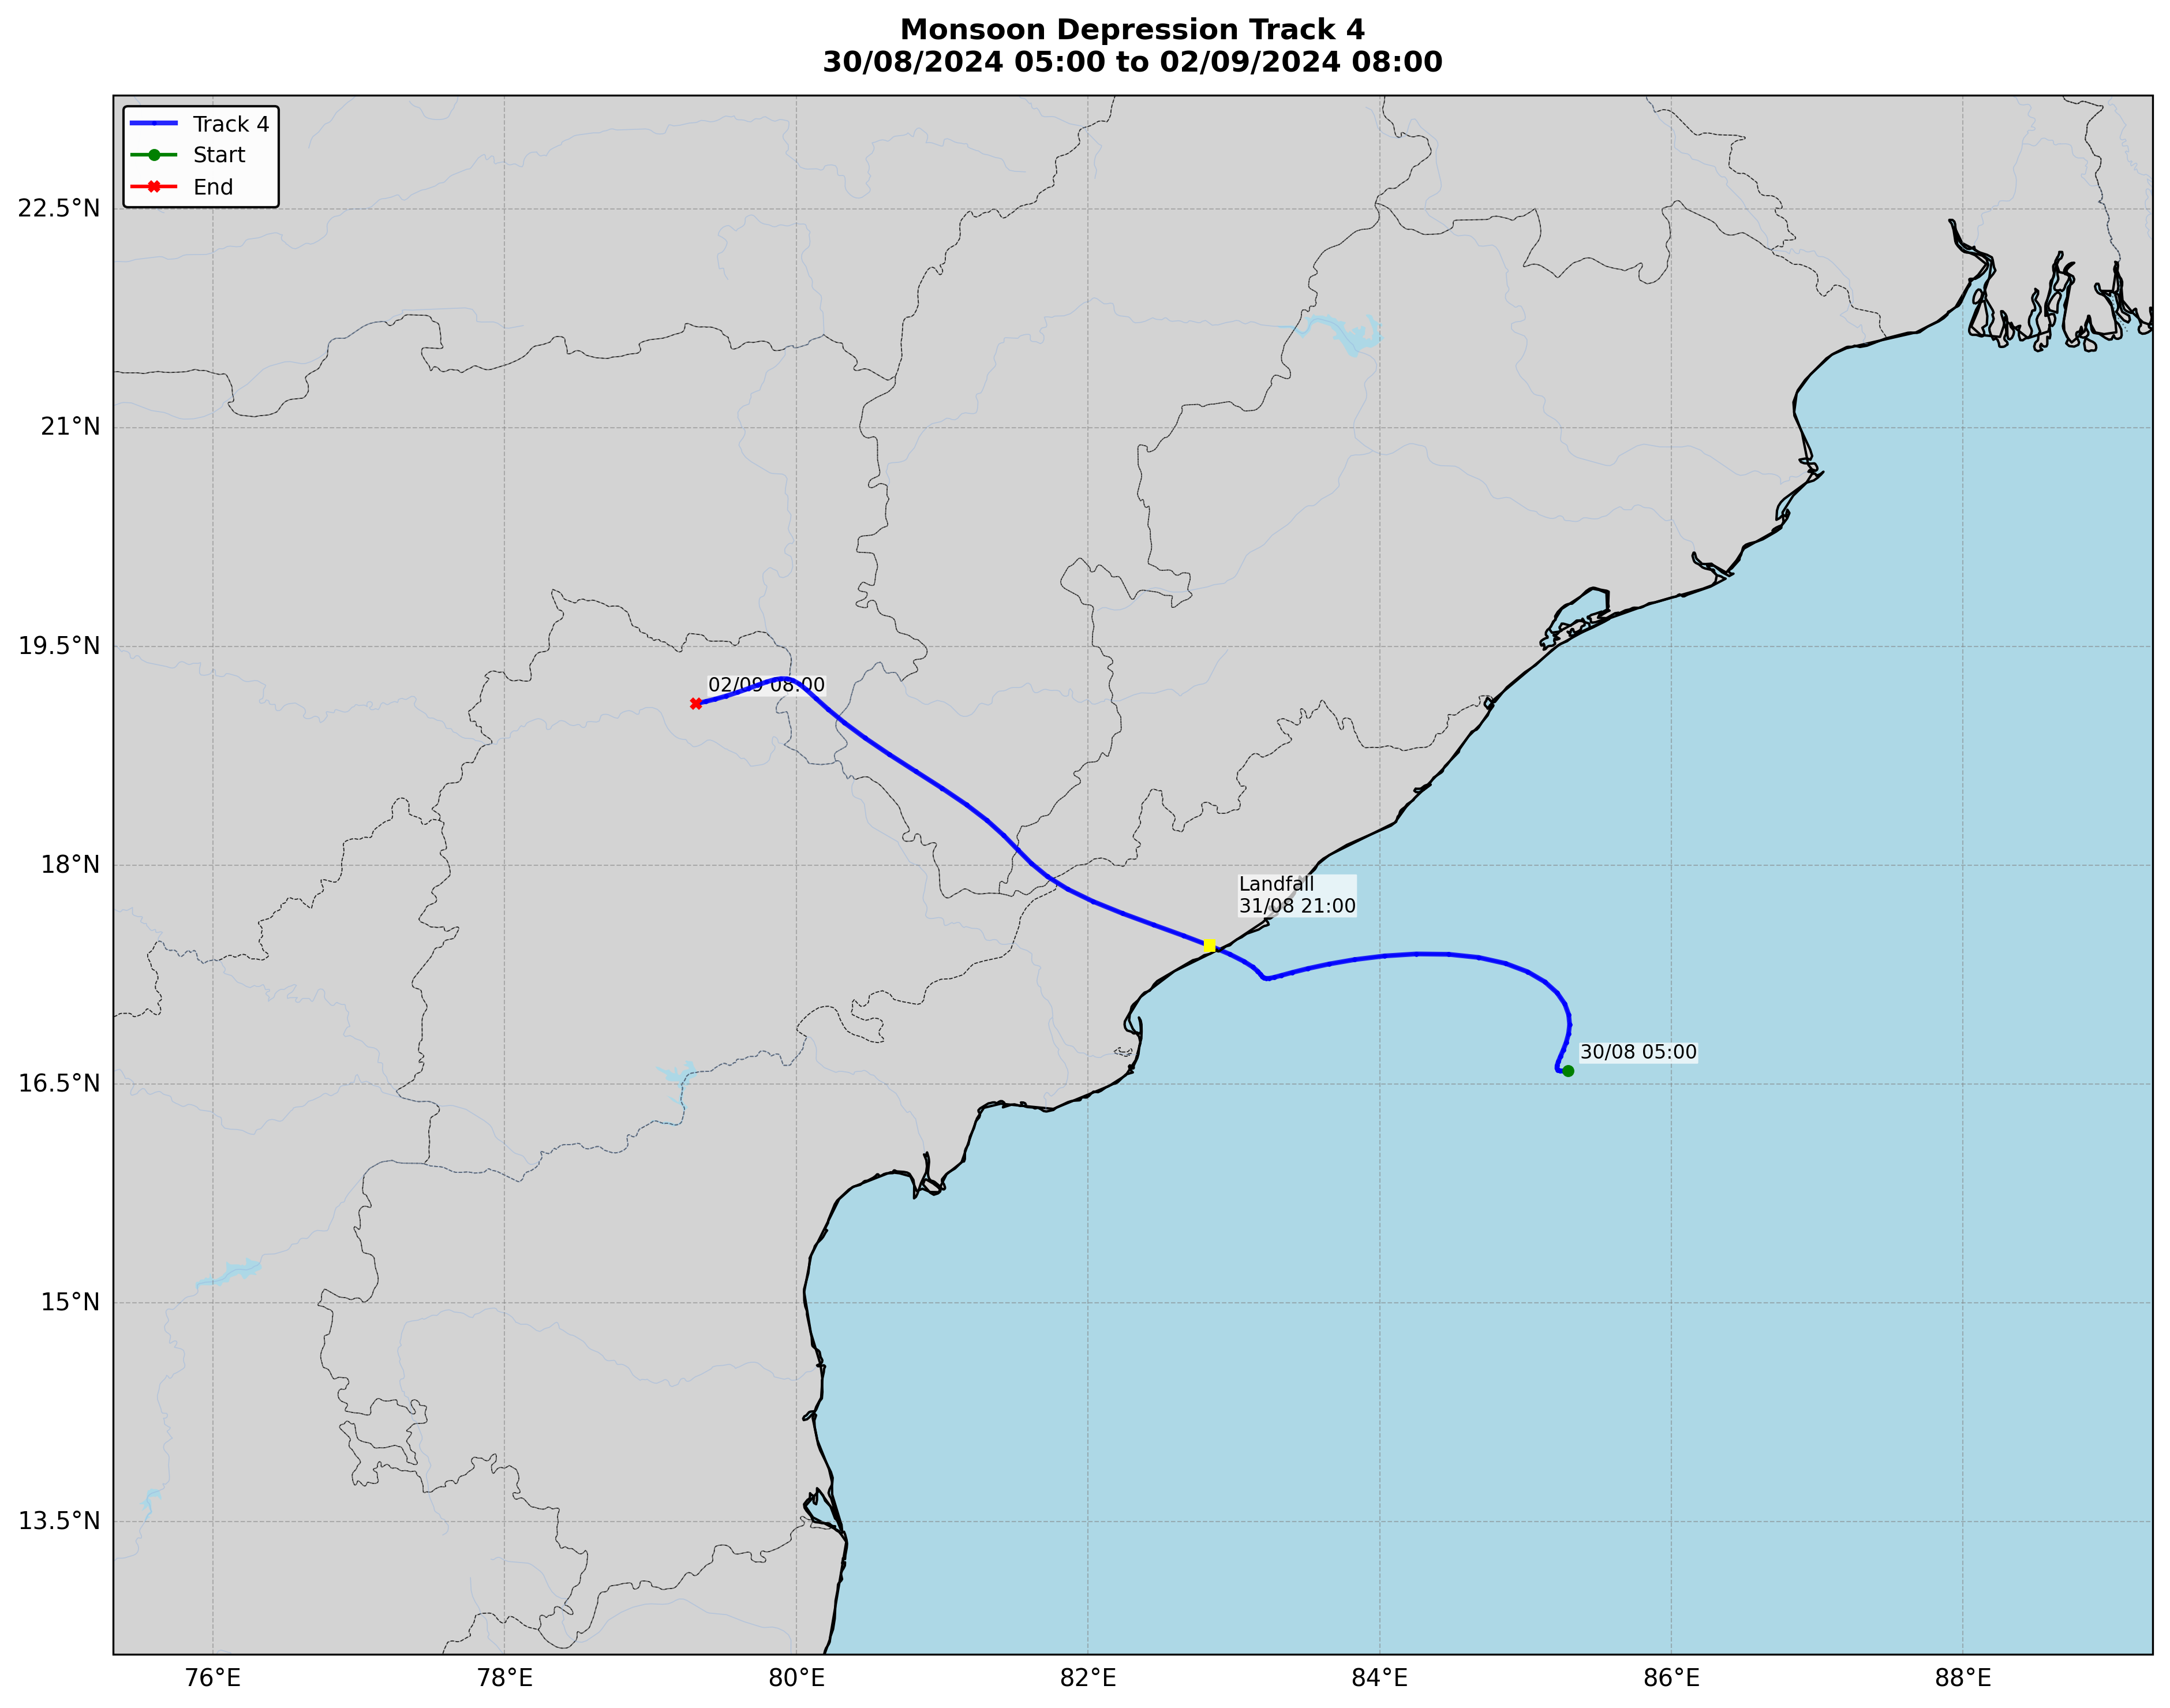 Monsoon Depression Track 4
30/08/2024 05:00 to 02/09/2024 08:00
Track 4
Start
End
22.5°N
21°N
19.5°N
02/09 08:00
18°N
Landfall
31/08 21:00
30/08 05:00
16.5°N
15°N
13.5°N
76°E
78°E
80°E
82°E
84°E
86°E
88°E